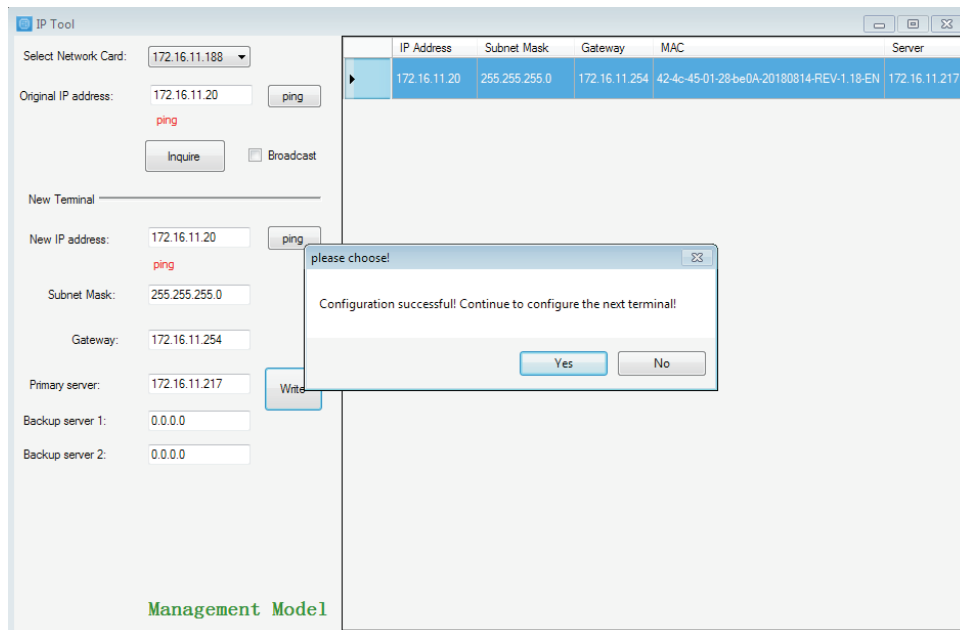 IP Tool
Select Network Card: 172.16.11.188
Original IP address: 172.16.11.20 ping
ping
Inquire Broadcast
New Terminal
New IP address: 172.16.11.20 ping
ping
Subnet Mask: 255.255.255.0
Gateway: 172.16.11.254
Primary server: 172.16.11.217
Write
Backup server 1: 0.0.0.0
Backup server 2: 0.0.0.0
Management Model
IP Address Subnet Mask Gateway MAC Server
172.16.11.20 255.255.255.0 172.16.11.254 42-4c-45-01-28-be0A-20180814-REV-1.18-EN 172.16.11.217
please choose!
Configuration successful! Continue to configure the next terminal!
Yes No